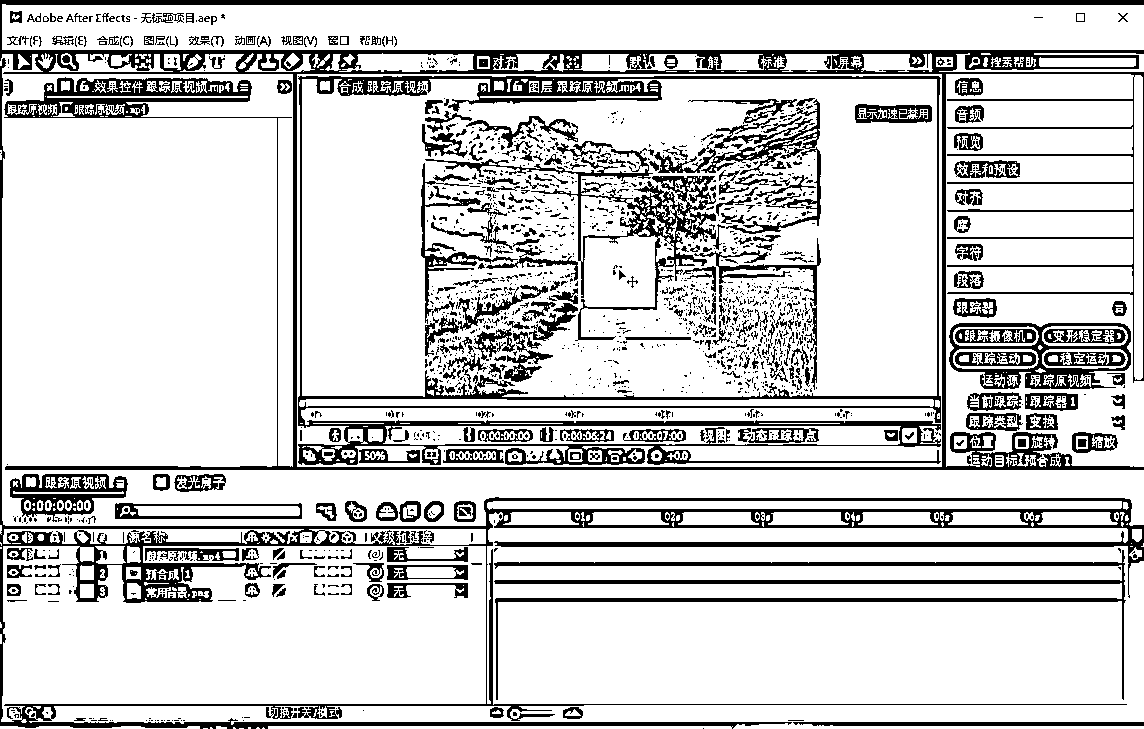 Adobe After Effects - 无标题项目.aep *
文件(F) 编辑(E) 合成(C) 图层(L) 效果(T) 动画(A) 视图(V) 窗口 帮助(H)
对齐 默认 了解 标准 小屏幕 搜索帮助
效果控件 跟踪原视频.mp4
跟踪原视频 • 跟踪原视频.mp4
合成 跟踪原视频
图层 跟踪原视频.mp4
显示加速已禁用
01s 02s 03s 04s
0:00:00:00 0:00:06:24 Δ0:00:07:00 视图: 动态跟踪器点
50% 0:00:00:00 +0.0
信息
音频
预览
效果和预设
对齐
库
字符
段落
跟踪器
跟踪摄像机 变形稳定器
跟踪运动 稳定运动
运动源: 跟踪原视频
当前跟踪: 跟踪器 1
跟踪类型: 变换
位置 旋转 缩放
运动目标: 预合成 1
跟踪原视频 发光房子
0:00:00:00
01s 02s 03s 04s 05s 06s 07s
# 源名称 父级和链接
1 跟踪原视频.mp4 无
2 预合成 1 无
3 常用背景.png 无
切换开关/模式